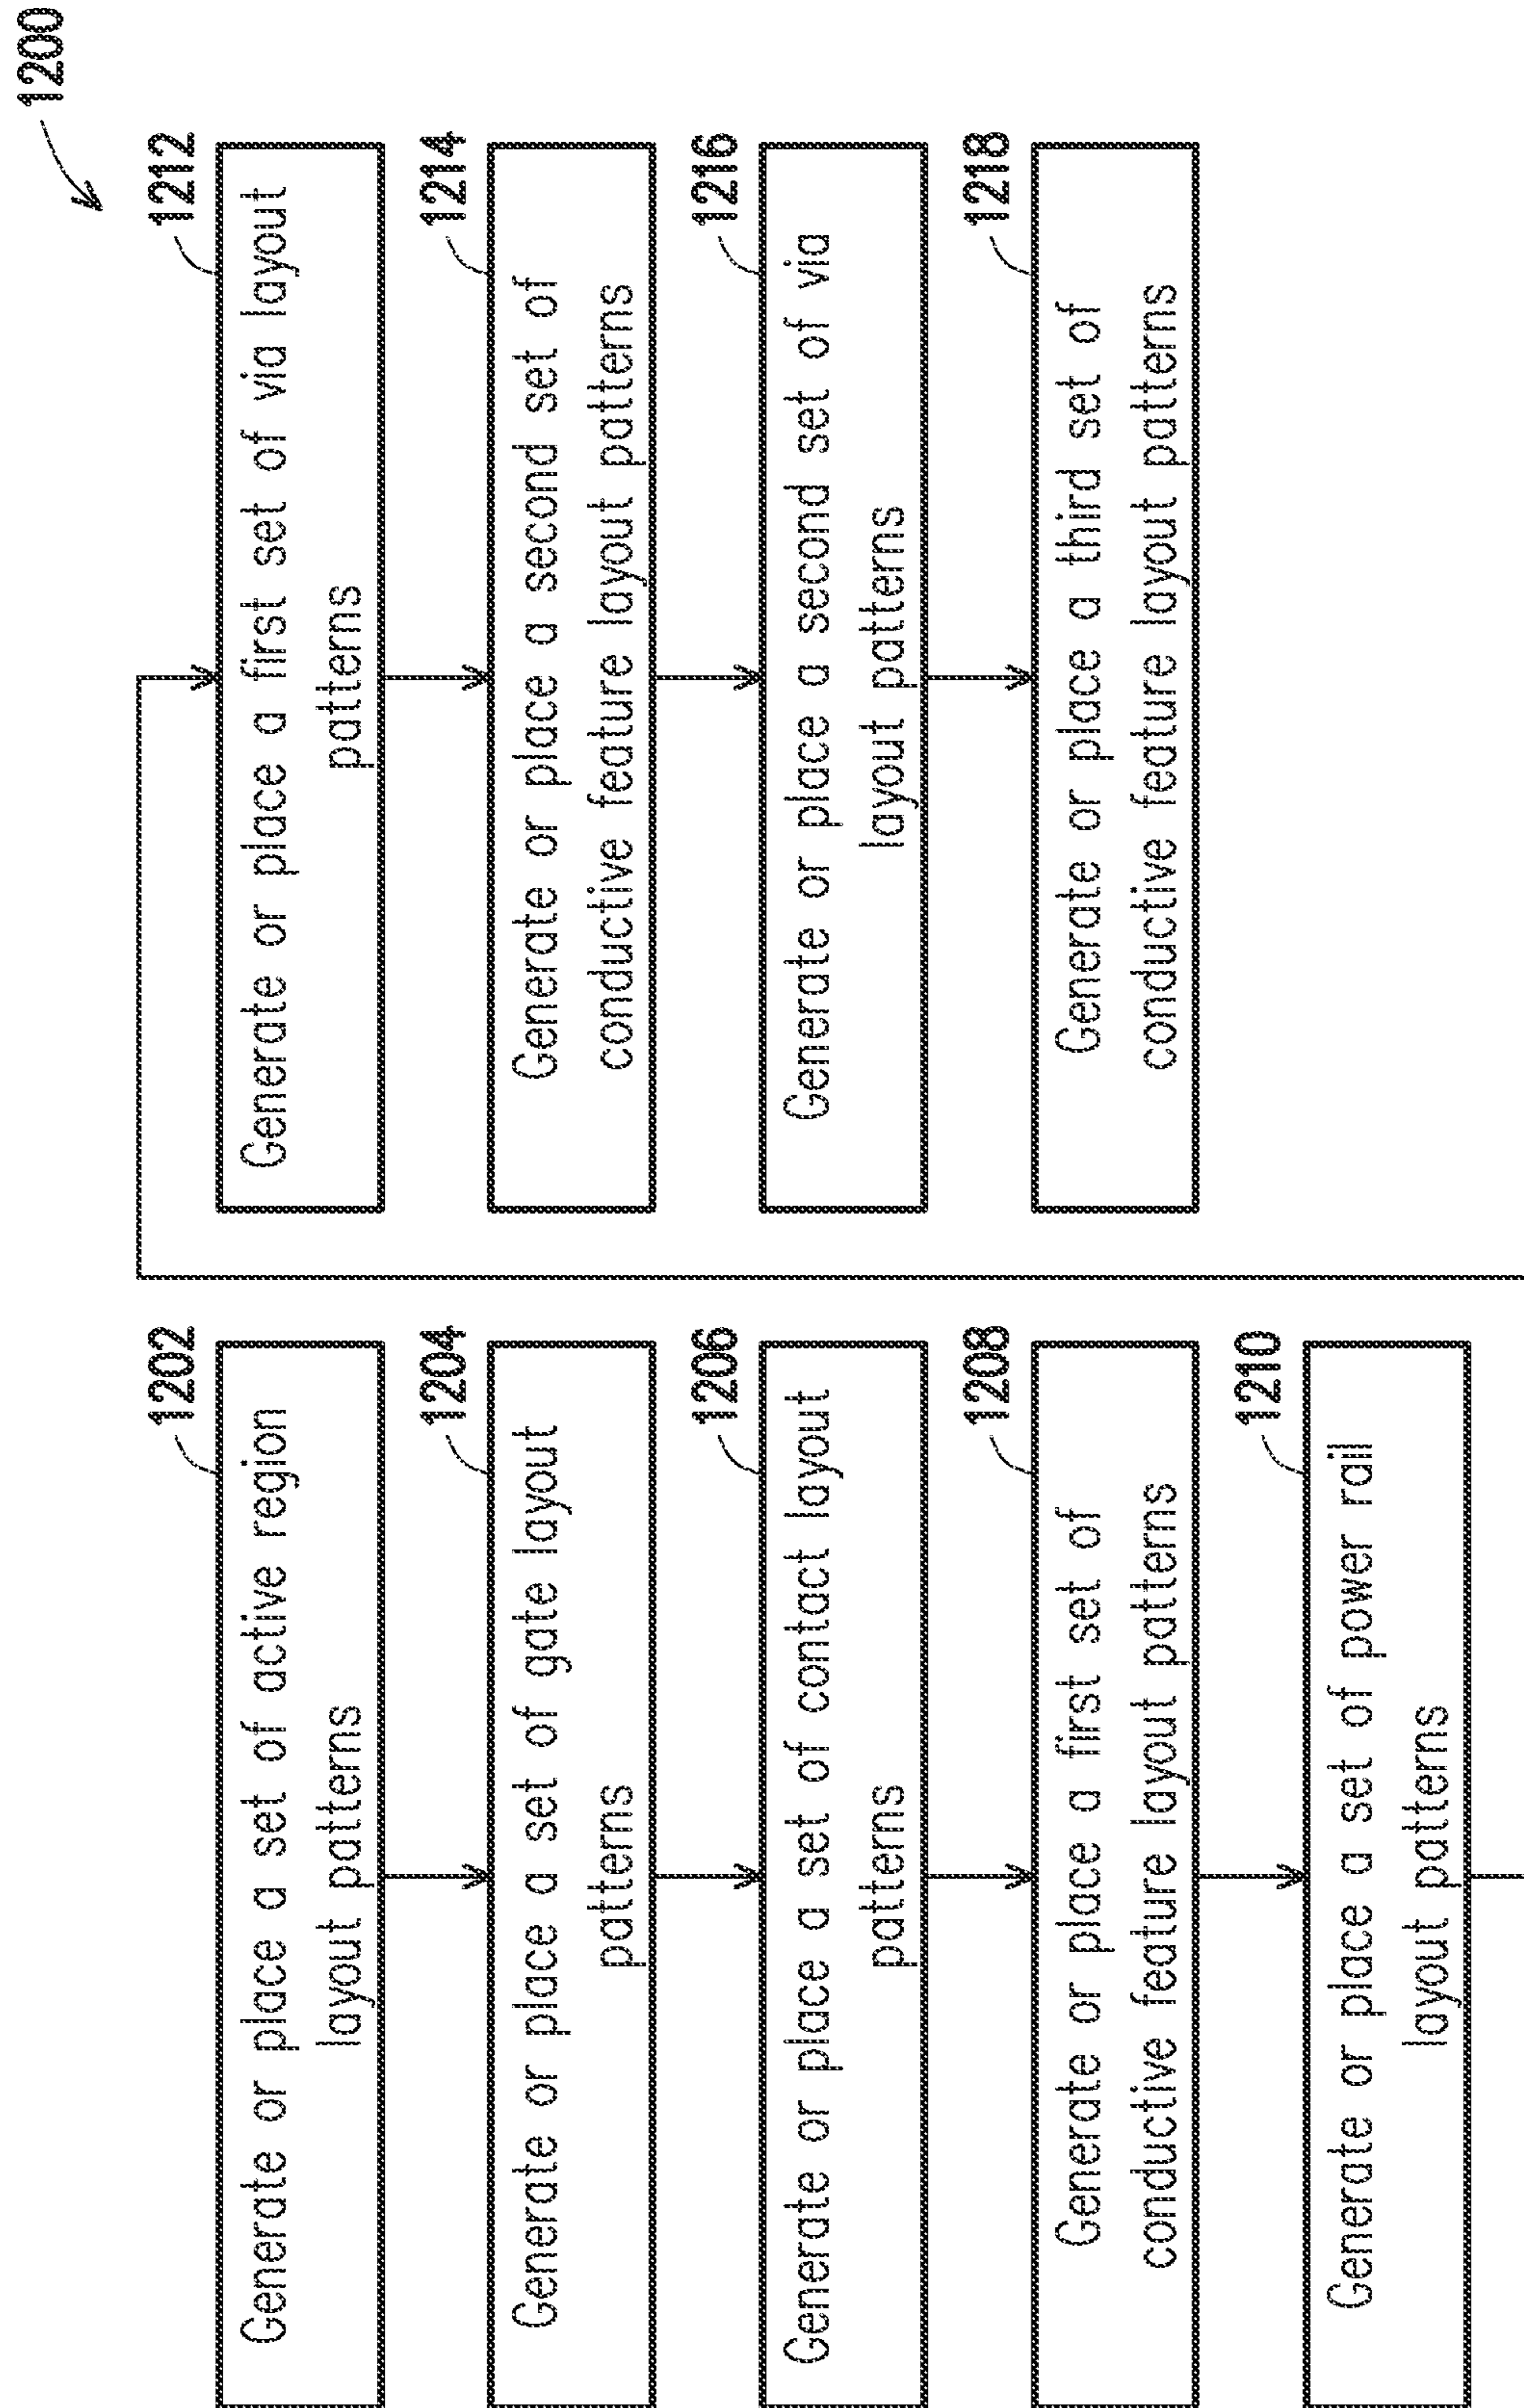 1200
1202
Generate or place a set of active region
layout patterns
1204
Generate or place a set of gate layout
patterns
1206
Generate or place a set of contact layout
patterns
1208
Generate or place a first set of
conductive feature layout patterns
1210
Generate or place a set of power rail
layout patterns
1212
Generate or place a first set of via layout
patterns
1214
Generate or place a second set of
conductive feature layout patterns
1216
Generate or place a second set of via
layout patterns
1218
Generate or place a third set of
conductive feature layout patterns